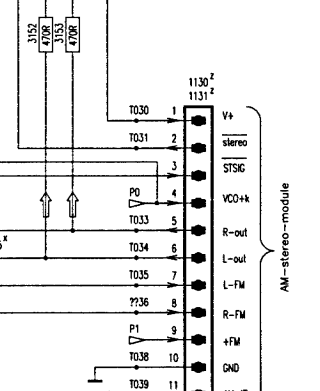 3152
470R
3153
470R
1130 z
1131 z
T030 1 V+
T031 2 stereo
3 STSIG
P0 4 VCO+k
T033 5 R-out
x
T034 6 L-out
T035 7 L-FM
??36 8 R-FM
P1 9 +FM
T038 10 GND
T039 11
AM-stereo-module